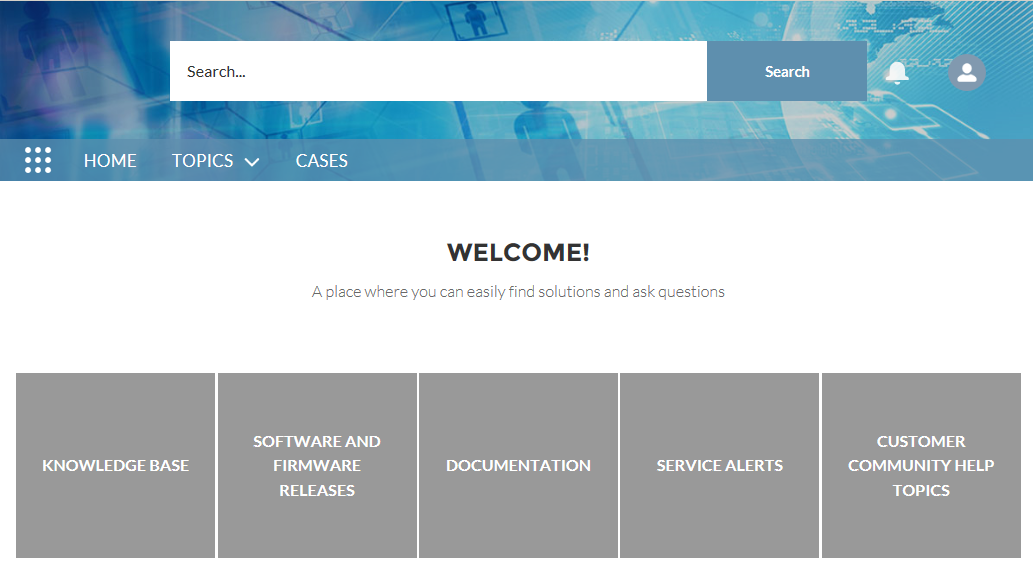 Search...
Search
HOME
TOPICS
CASES
WELCOME!
A place where you can easily find solutions and ask questions
KNOWLEDGE BASE
SOFTWARE AND
FIRMWARE
RELEASES
DOCUMENTATION
SERVICE ALERTS
CUSTOMER
COMMUNITY HELP
TOPICS